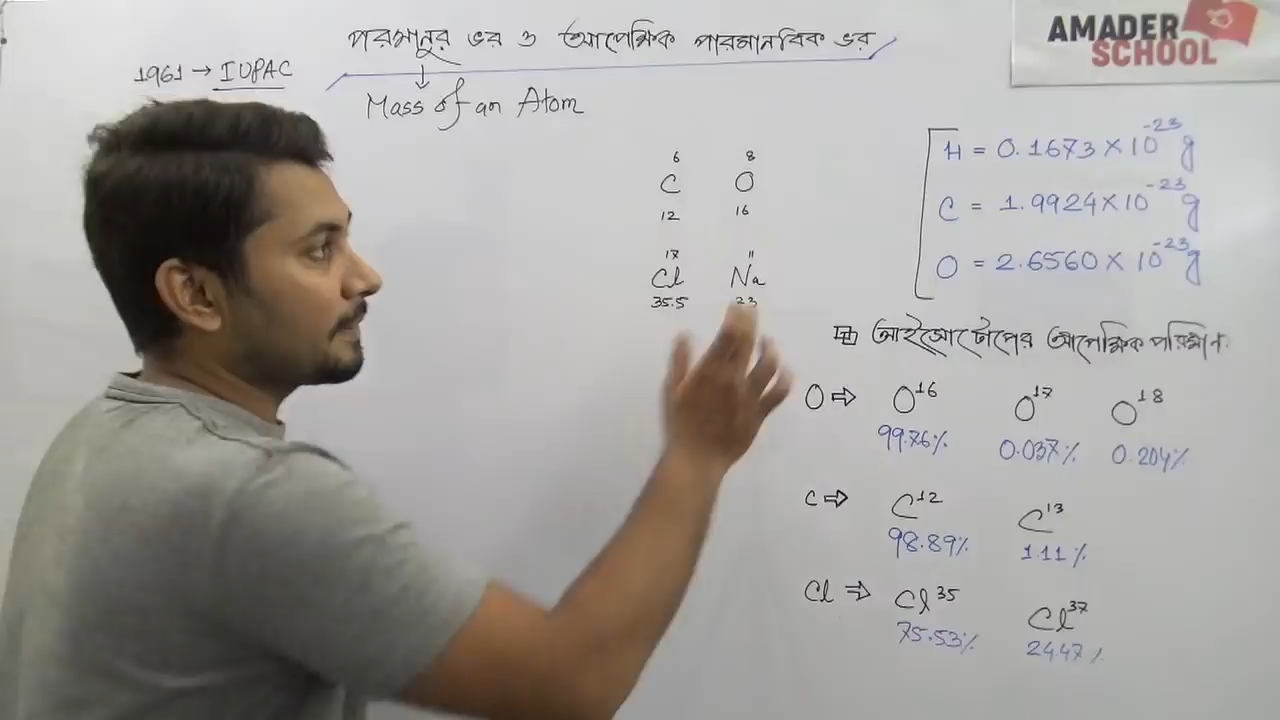 পরমানুর ভর ও আপেক্ষিক পারমানবিক ভর
AMADER
SCHOOL
1961 → IUPAC
Mass of an Atom
6 8
C O
12 16
17 11
Cl Na
35.5 23
H = 0.1673 × 10⁻²³ g
C = 1.9924 × 10⁻²³ g
O = 2.6560 × 10⁻²³ g
আইসোটোপের আপেক্ষিক পরিমাণ
O ⇒ O¹⁶ O¹⁷ O¹⁸
99.76% 0.037% 0.204%
C ⇒ C¹² C¹³
98.89% 1.11%
Cl ⇒ Cl³⁵ Cl³⁷
75.53% 24.47%